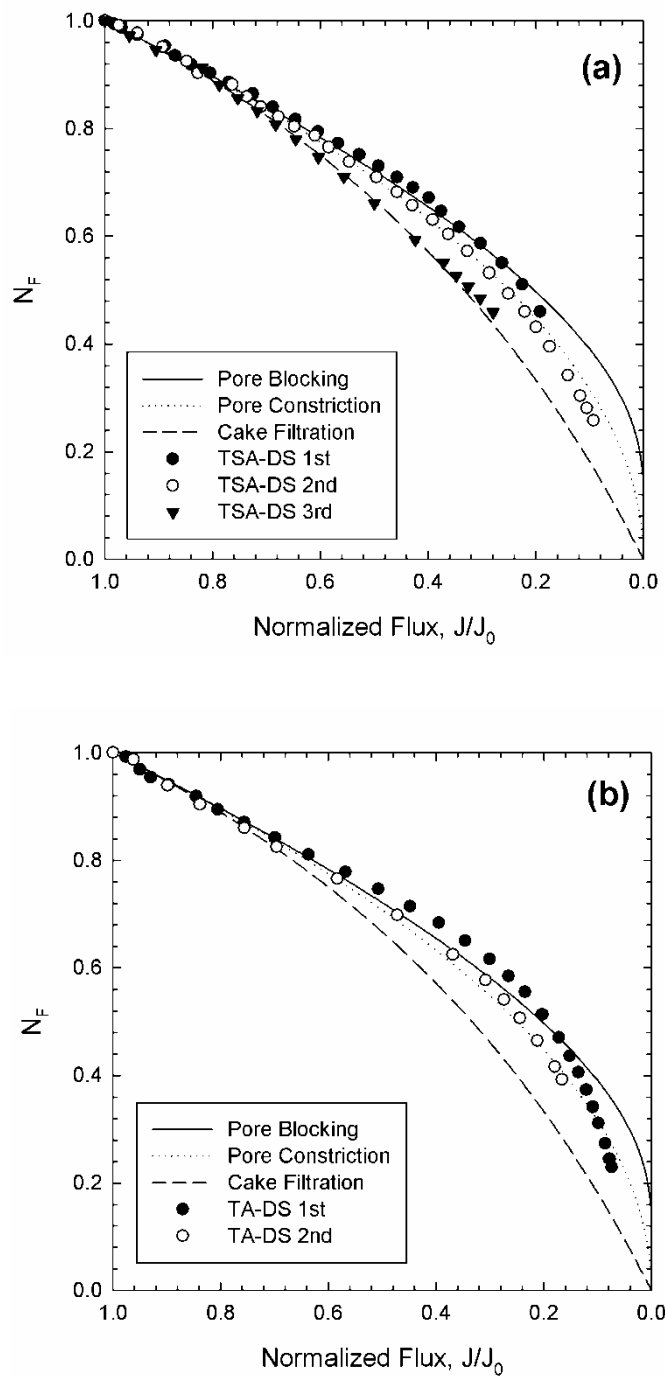 (a)
1.0
0.8
0.6
0.4
0.2
0.0
N_F
Pore Blocking
Pore Constriction
Cake Filtration
TSA-DS 1st
TSA-DS 2nd
TSA-DS 3rd
1.0 0.8 0.6 0.4 0.2 0.0
Normalized Flux, J/J_0
(b)
1.0
0.8
0.6
0.4
0.2
0.0
N_F
Pore Blocking
Pore Constriction
Cake Filtration
TA-DS 1st
TA-DS 2nd
1.0 0.8 0.6 0.4 0.2 0.0
Normalized Flux, J/J_0